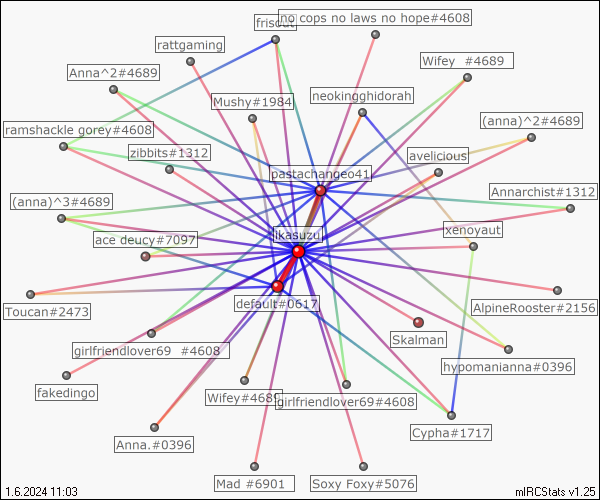 no cops no laws no hope#4608
friscut
rattgaming
Wifey #4689
Anna^2#4689
Mushy#1984
neokingghidorah
(anna)^2#4689
ramshackle gorey#4608
zibbits#1312
avelicious
pastachangeo41
Annarchist#1312
(anna)^3#4689
xenoyaut
ikasuzu
ace deucy#7097
default#0617
Toucan#2473
AlpineRooster#2156
Skalman
girlfriendlover69 #4608
hypomanianna#0396
fakedingo
Wifey#4689
girlfriendlover69#4608
Cypha#1717
Anna.#0396
Mad #6901
Soxy Foxy#5076
1.6.2024 11:03
mIRCStats v1.25